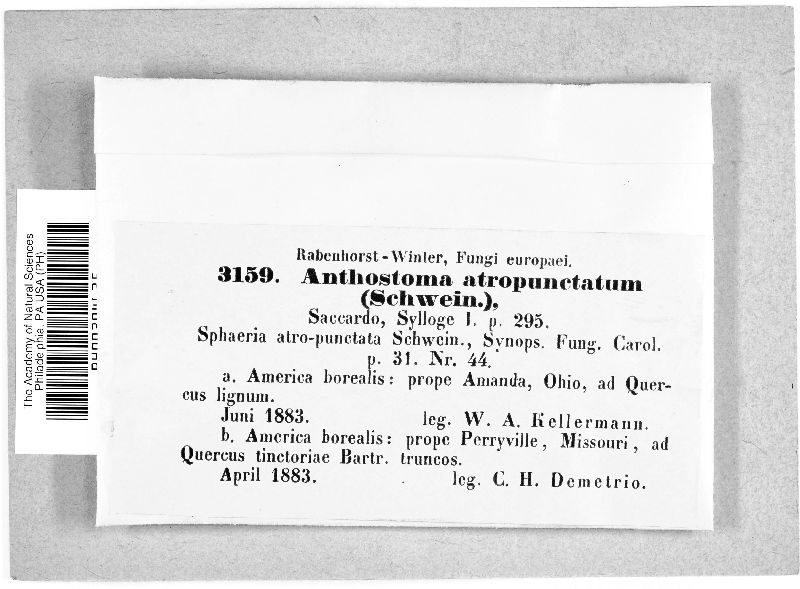 The Academy of Natural Sciences
Philadelphia, PA USA (PH)
Rabenhorst-Winter, Fungi europaei.
3159. Anthostoma atropunctatum
(Schwein.),
Saccardo, Sylloge I. p. 295.
Sphaeria atro-punctata Schwein., Synops. Fung. Carol.
p. 31. Nr. 44.
a. America borealis: prope Amanda, Ohio, ad Quer-
cus lignum.
Juni 1883. leg. W. A. Kellermann.
b. America borealis: prope Perryville, Missouri, ad
Quercus tinctoriae Bartr. truncos.
April 1883. leg. C. H. Demetrio.